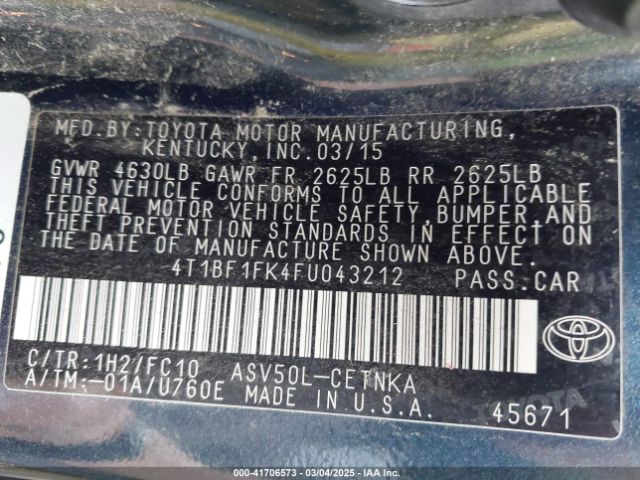 MFD.BY:TOYOTA MOTOR MANUFACTURING,
KENTUCKY, INC.03/15
GVWR 4630LB GAWR FR 2625LB RR 2625LB
THIS VEHICLE CONFORMS TO ALL APPLICABLE
FEDERAL MOTOR VEHICLE SAFETY,BUMPER,AND
THEFT PREVENTION STANDARDS IN EFFECT ON
THE DATE OF MANUFACTURE SHOWN ABOVE.
4T1BF1FK4FU043212 PASS.CAR
C/TR:1H2/FC10 ASV50L-CETNKA
A/TM:-01A/U760E MADE IN U.S.A. 45671
000-41706573 — 03/04/2025 — IAA Inc.